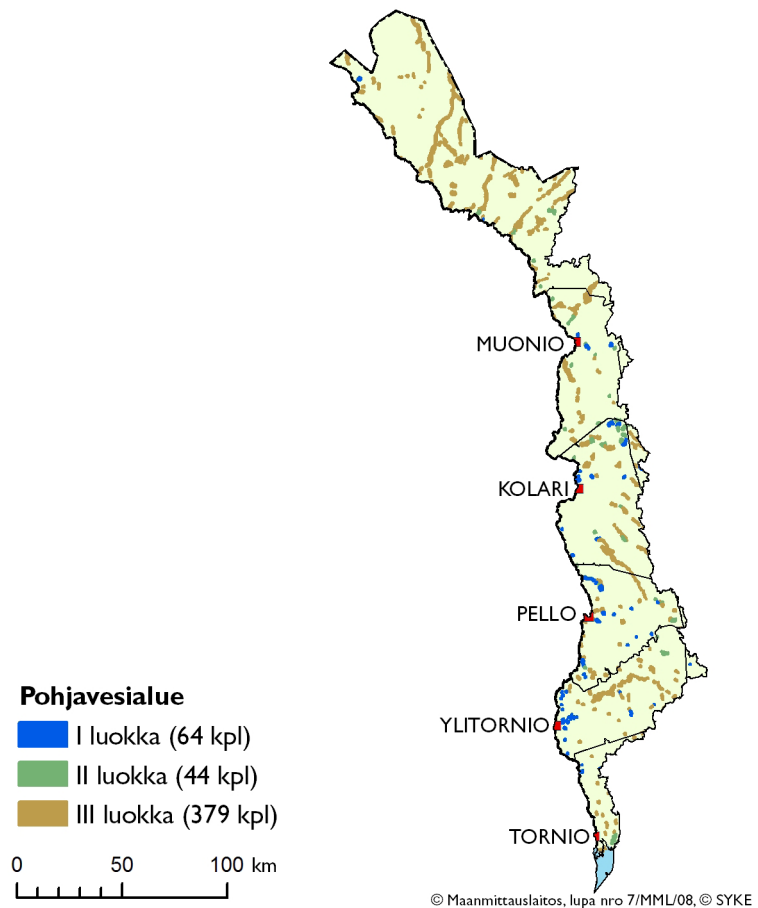 MUONIO
KOLARI
PELLO
YLITORNIO
TORNIO
Pohjavesialue
I luokka (64 kpl)
II luokka (44 kpl)
III luokka (379 kpl)
0 50 100 km
© Maanmittauslaitos, lupa nro 7/MML/08, © SYKE